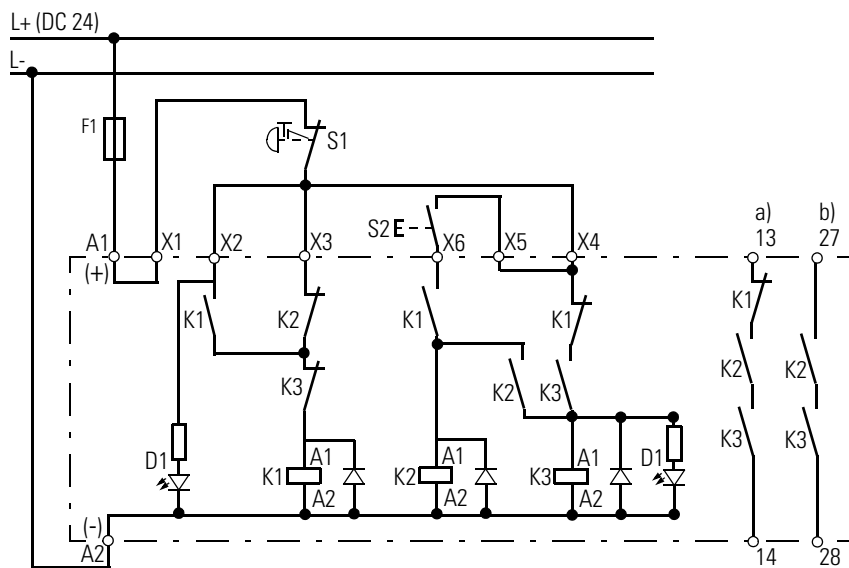 L+ (DC 24)
L-
F1
S1
a)
b)
S2
A1
X1
X2
X3
X6
X5
X4
13
27
(+)
K1
K1
K2
K1
K1
K2
K2
K3
K2
K3
K3
K3
D1
K1
A1
A2
K2
A1
A2
K3
A1
A2
D1
(-)
A2
14
28